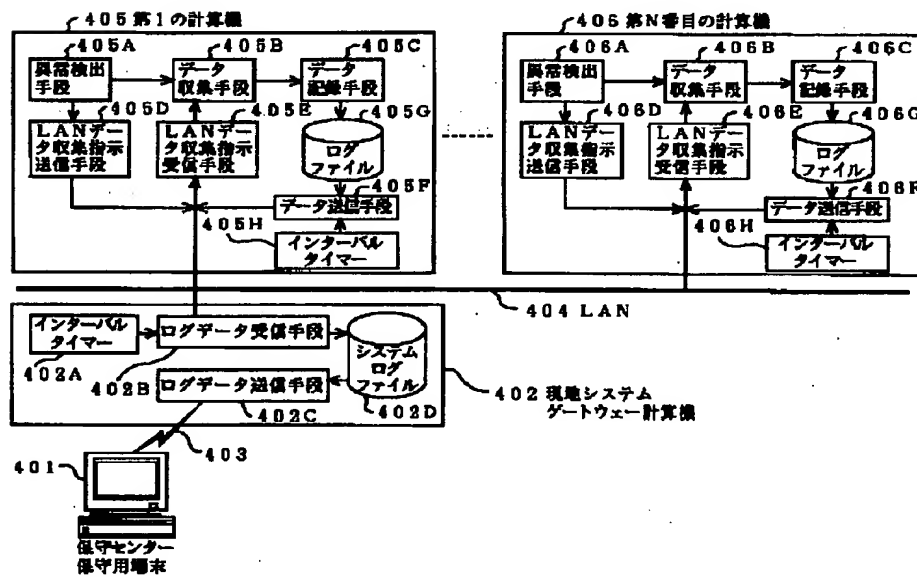 405 第1の計算機
405A
異常検出
手段
405B
データ
収集手段
405C
データ
記録手段
405D
LANデー
タ収集指示
送信手段
405E
LANデー
タ収集指示
受信手段
405G
ログ
ファイル
405F
データ送信手段
405H
インターバル
タイマー
406 第N番目の計算機
406A
異常検出
手段
406B
データ
収集手段
406C
データ
記録手段
406D
LANデー
タ収集指示
送信手段
406E
LANデー
タ収集指示
受信手段
406G
ログ
ファイル
406F
データ送信手段
406H
インターバル
タイマー
404 LAN
インターバル
タイマー
402A
ログデータ受信手段
402B
ログデータ送信手段
402C
システム
ログ
ファイル
402D
402 現地システム
ゲートウェー計算機
403
401
保守センター
保守用端末